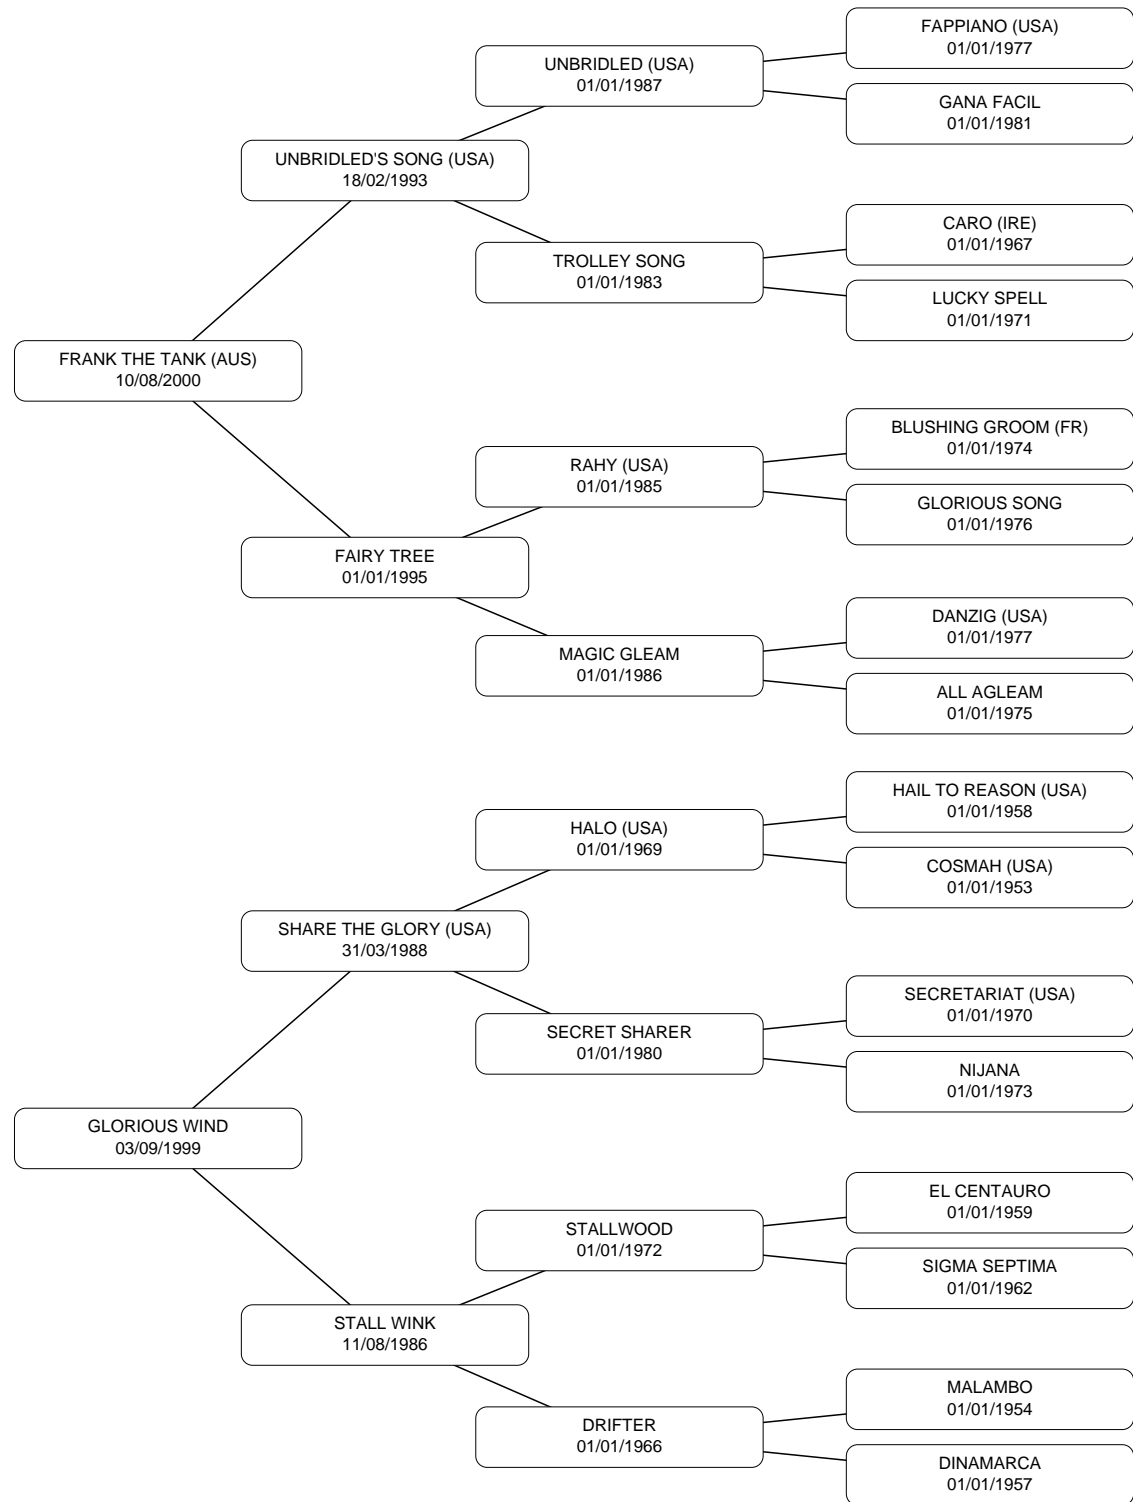 FAPPIANO (USA)
01/01/1977
UNBRIDLED (USA)
01/01/1987
GANA FACIL
01/01/1981
UNBRIDLED'S SONG (USA)
18/02/1993
CARO (IRE)
01/01/1967
TROLLEY SONG
01/01/1983
LUCKY SPELL
01/01/1971
FRANK THE TANK (AUS)
10/08/2000
BLUSHING GROOM (FR)
01/01/1974
RAHY (USA)
01/01/1985
GLORIOUS SONG
01/01/1976
FAIRY TREE
01/01/1995
DANZIG (USA)
01/01/1977
MAGIC GLEAM
01/01/1986
ALL AGLEAM
01/01/1975
HAIL TO REASON (USA)
01/01/1958
HALO (USA)
01/01/1969
COSMAH (USA)
01/01/1953
SHARE THE GLORY (USA)
31/03/1988
SECRETARIAT (USA)
01/01/1970
SECRET SHARER
01/01/1980
NIJANA
01/01/1973
GLORIOUS WIND
03/09/1999
EL CENTAURO
01/01/1959
STALLWOOD
01/01/1972
SIGMA SEPTIMA
01/01/1962
STALL WINK
11/08/1986
MALAMBO
01/01/1954
DRIFTER
01/01/1966
DINAMARCA
01/01/1957